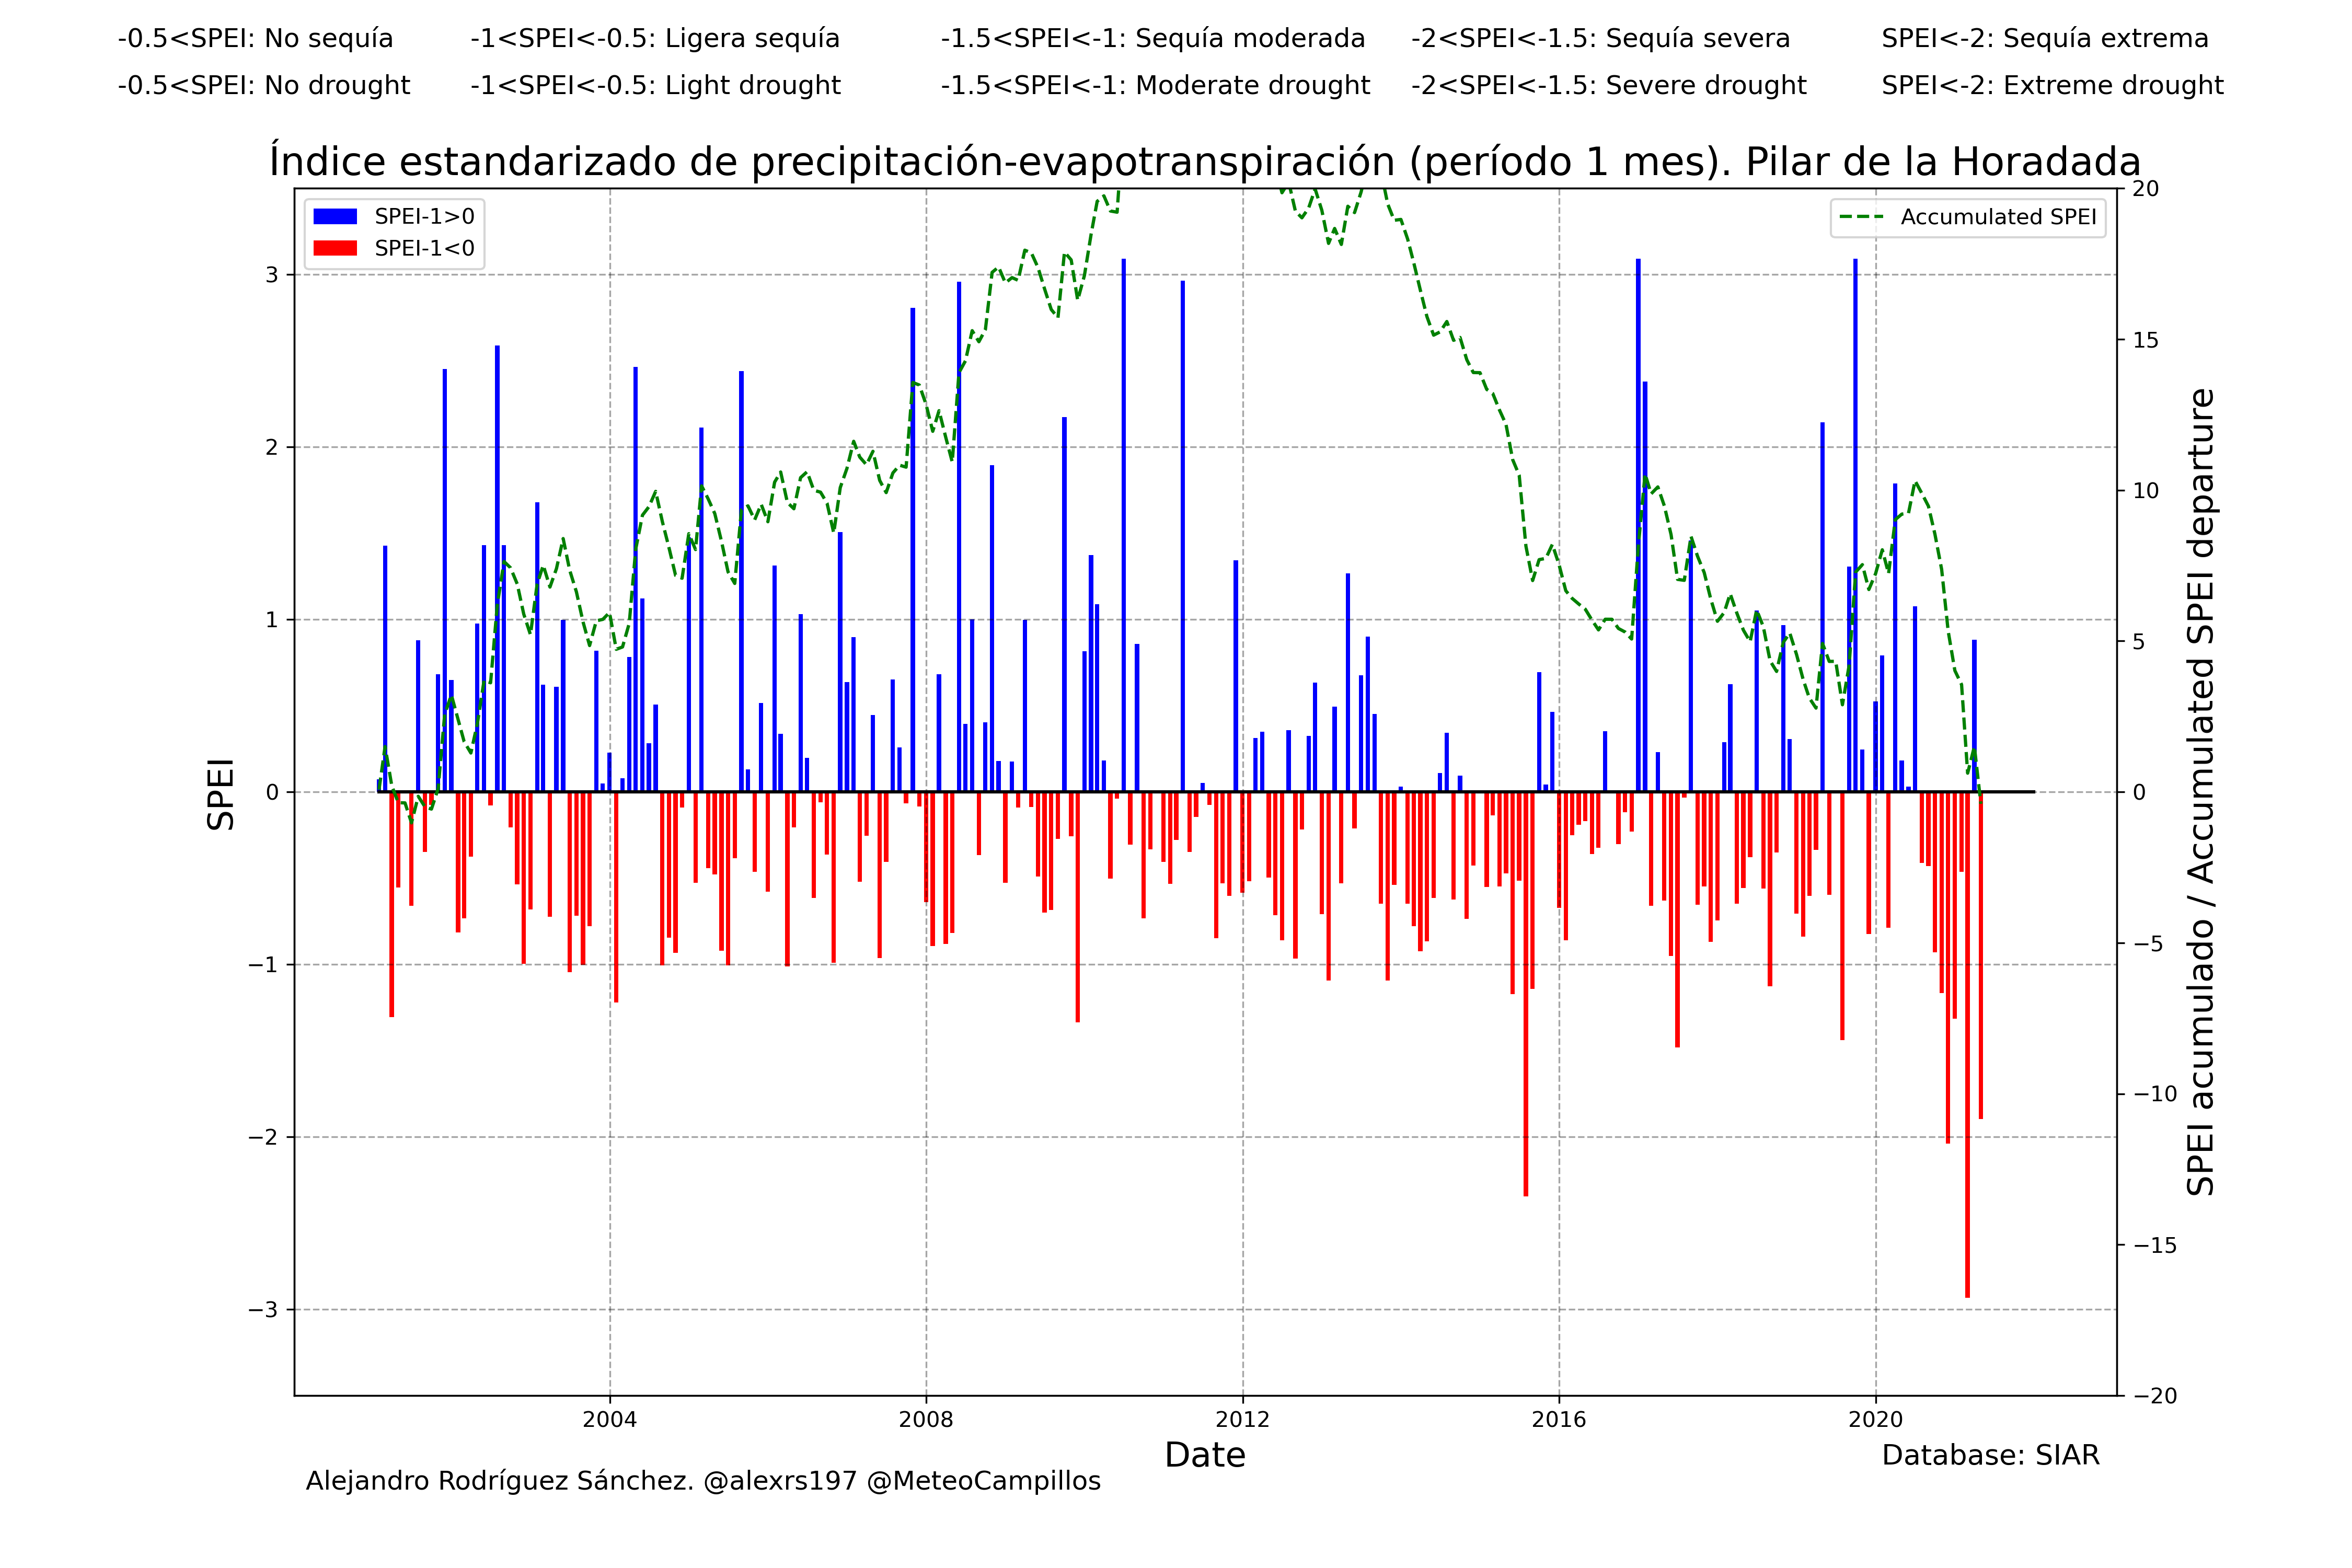 -0.5<SPEI: No sequía -1<SPEI<-0.5: Ligera sequía -1.5<SPEI<-1: Sequía moderada -2<SPEI<-1.5: Sequía severa SPEI<-2: Sequía extrema
-0.5<SPEI: No drought -1<SPEI<-0.5: Light drought -1.5<SPEI<-1: Moderate drought -2<SPEI<-1.5: Severe drought SPEI<-2: Extreme drought
Índice estandarizado de precipitación-evapotranspiración (período 1 mes). Pilar de la Horadada
SPEI-1>0
SPEI-1<0
Accumulated SPEI
SPEI
3
2
1
0
−1
−2
−3
20
15
10
5
0
−5
−10
−15
−20
SPEI acumulado / Accumulated SPEI departure
2004 2008 2012 2016 2020
Date
Database: SIAR
Alejandro Rodríguez Sánchez. @alexrs197 @MeteoCampillos